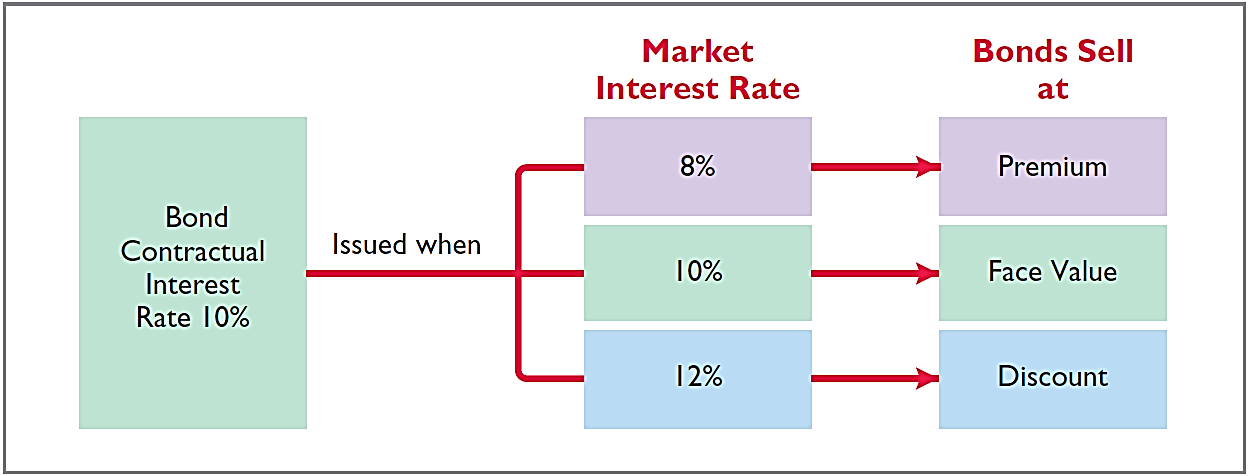 Market
Interest Rate
Bonds Sell
at
Bond
Contractual
Interest
Rate 10%
Issued when
8%
Premium
10%
Face Value
12%
Discount